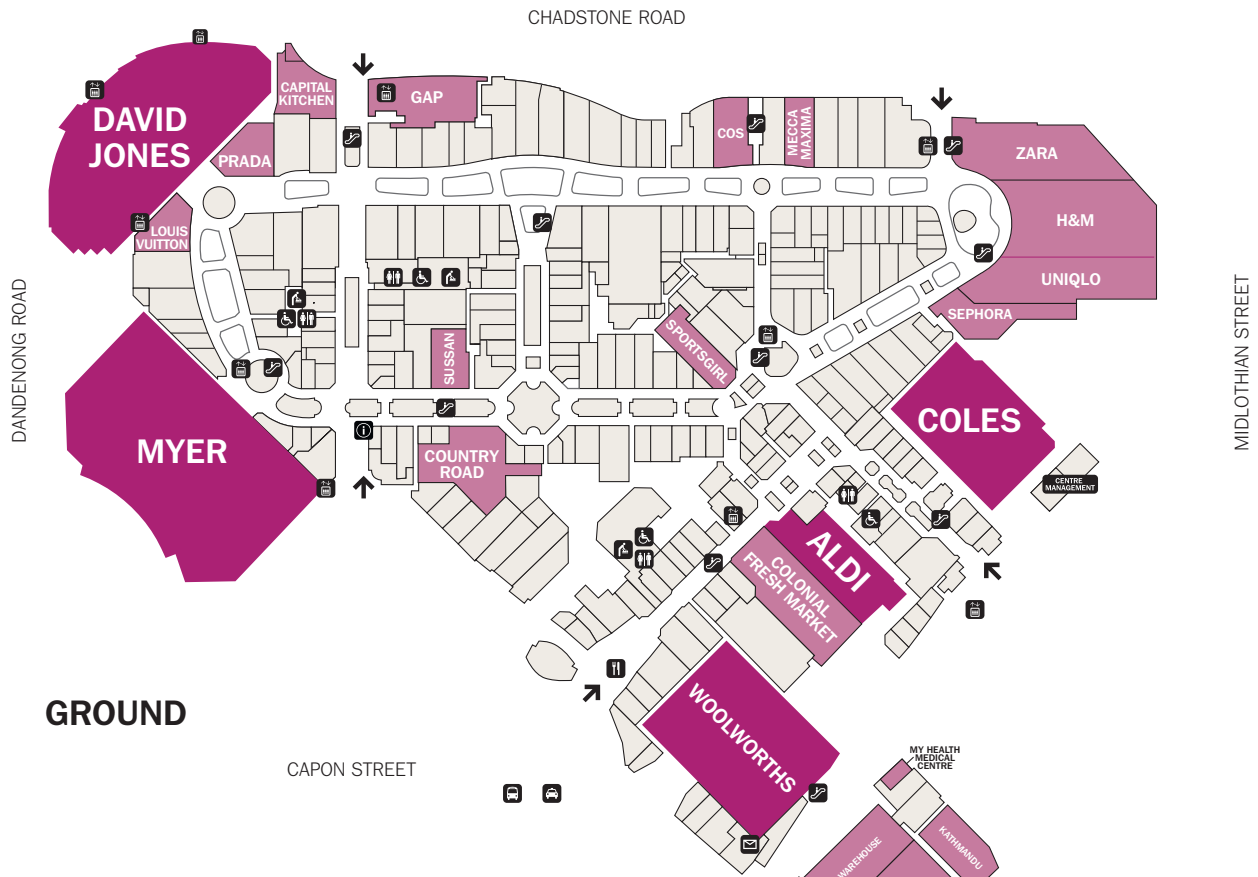 CHADSTONE ROAD
DAVID
JONES
CAPITAL
KITCHEN
GAP
PRADA
COS
MECCA
MAXIMA
ZARA
LOUIS
VUITTON
H&M
UNIQLO
SEPHORA
DANDENONG ROAD
MIDLOTHIAN STREET
SUSSAN
SPORTSGIRL
MYER
i
COUNTRY
ROAD
COLES
CENTRE
MANAGEMENT
ALDI
COLONIAL
FRESH MARKET
WOOLWORTHS
GROUND
CAPON STREET
MY HEALTH
MEDICAL
CENTRE
WAREHOUSE
KATHMANDU